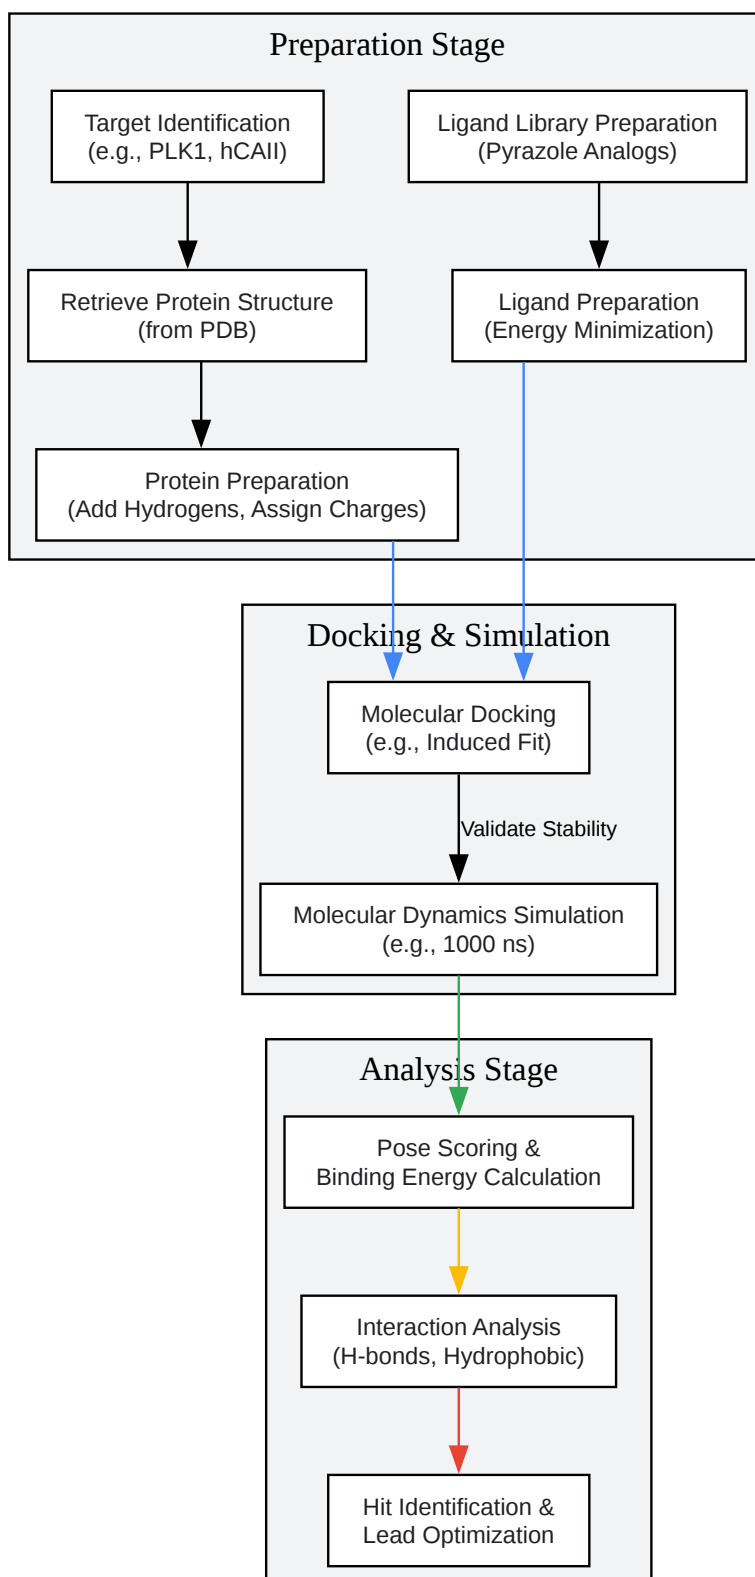 Preparation Stage
Target Identification
(e.g., PLK1, hCAII)
Ligand Library Preparation
(Pyrazole Analogs)
Retrieve Protein Structure
(from PDB)
Ligand Preparation
(Energy Minimization)
Protein Preparation
(Add Hydrogens, Assign Charges)
Docking & Simulation
Molecular Docking
(e.g., Induced Fit)
Validate Stability
Molecular Dynamics Simulation
(e.g., 1000 ns)
Analysis Stage
Pose Scoring &
Binding Energy Calculation
Interaction Analysis
(H-bonds, Hydrophobic)
Hit Identification &
Lead Optimization